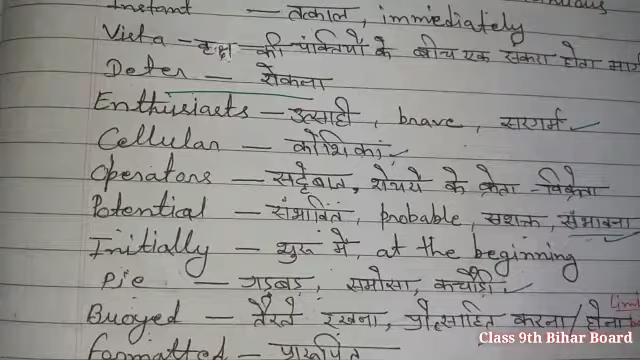 Instant — तत्काल, immediately
Vista — वृक्ष की पंक्तियों के बीच एक सकरा होता मार्ग
Deter — रोकना
Enthusiasts — उत्साही, brave, सरगर्म ✓
Cellular — कोशिका ✓
Operators — सट्टेबाज, शेयरों के क्रेता - विक्रेता
Potential — संभावित, probable, सशक्त, संभावना
Initially — शुरू में, at the beginning
Pie — गड़बड़, समोसा, कचौड़ी ✓
Buoyed — तैरते रखना, प्रोत्साहित करना / होना
Formatted — प्रारूपित
Class 9th Bihar Board